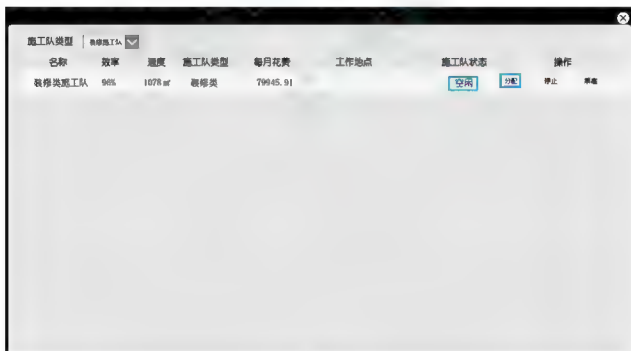 施工队类型 装修施工队
名称 效率 速度 施工队类型 每月花费 工作地点 施工队状态 操作
装修类施工队 96% 1078㎡ 装修类 79945.91 空闲 分配 停止 解雇